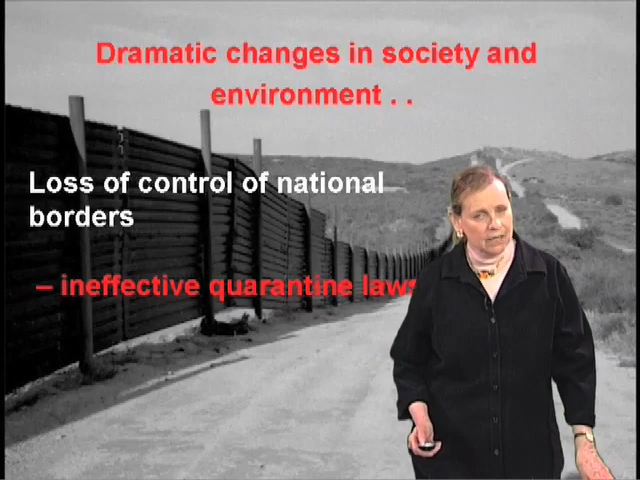 Dramatic changes in society and
environment . .
Loss of control of national
borders
– ineffective quarantine laws